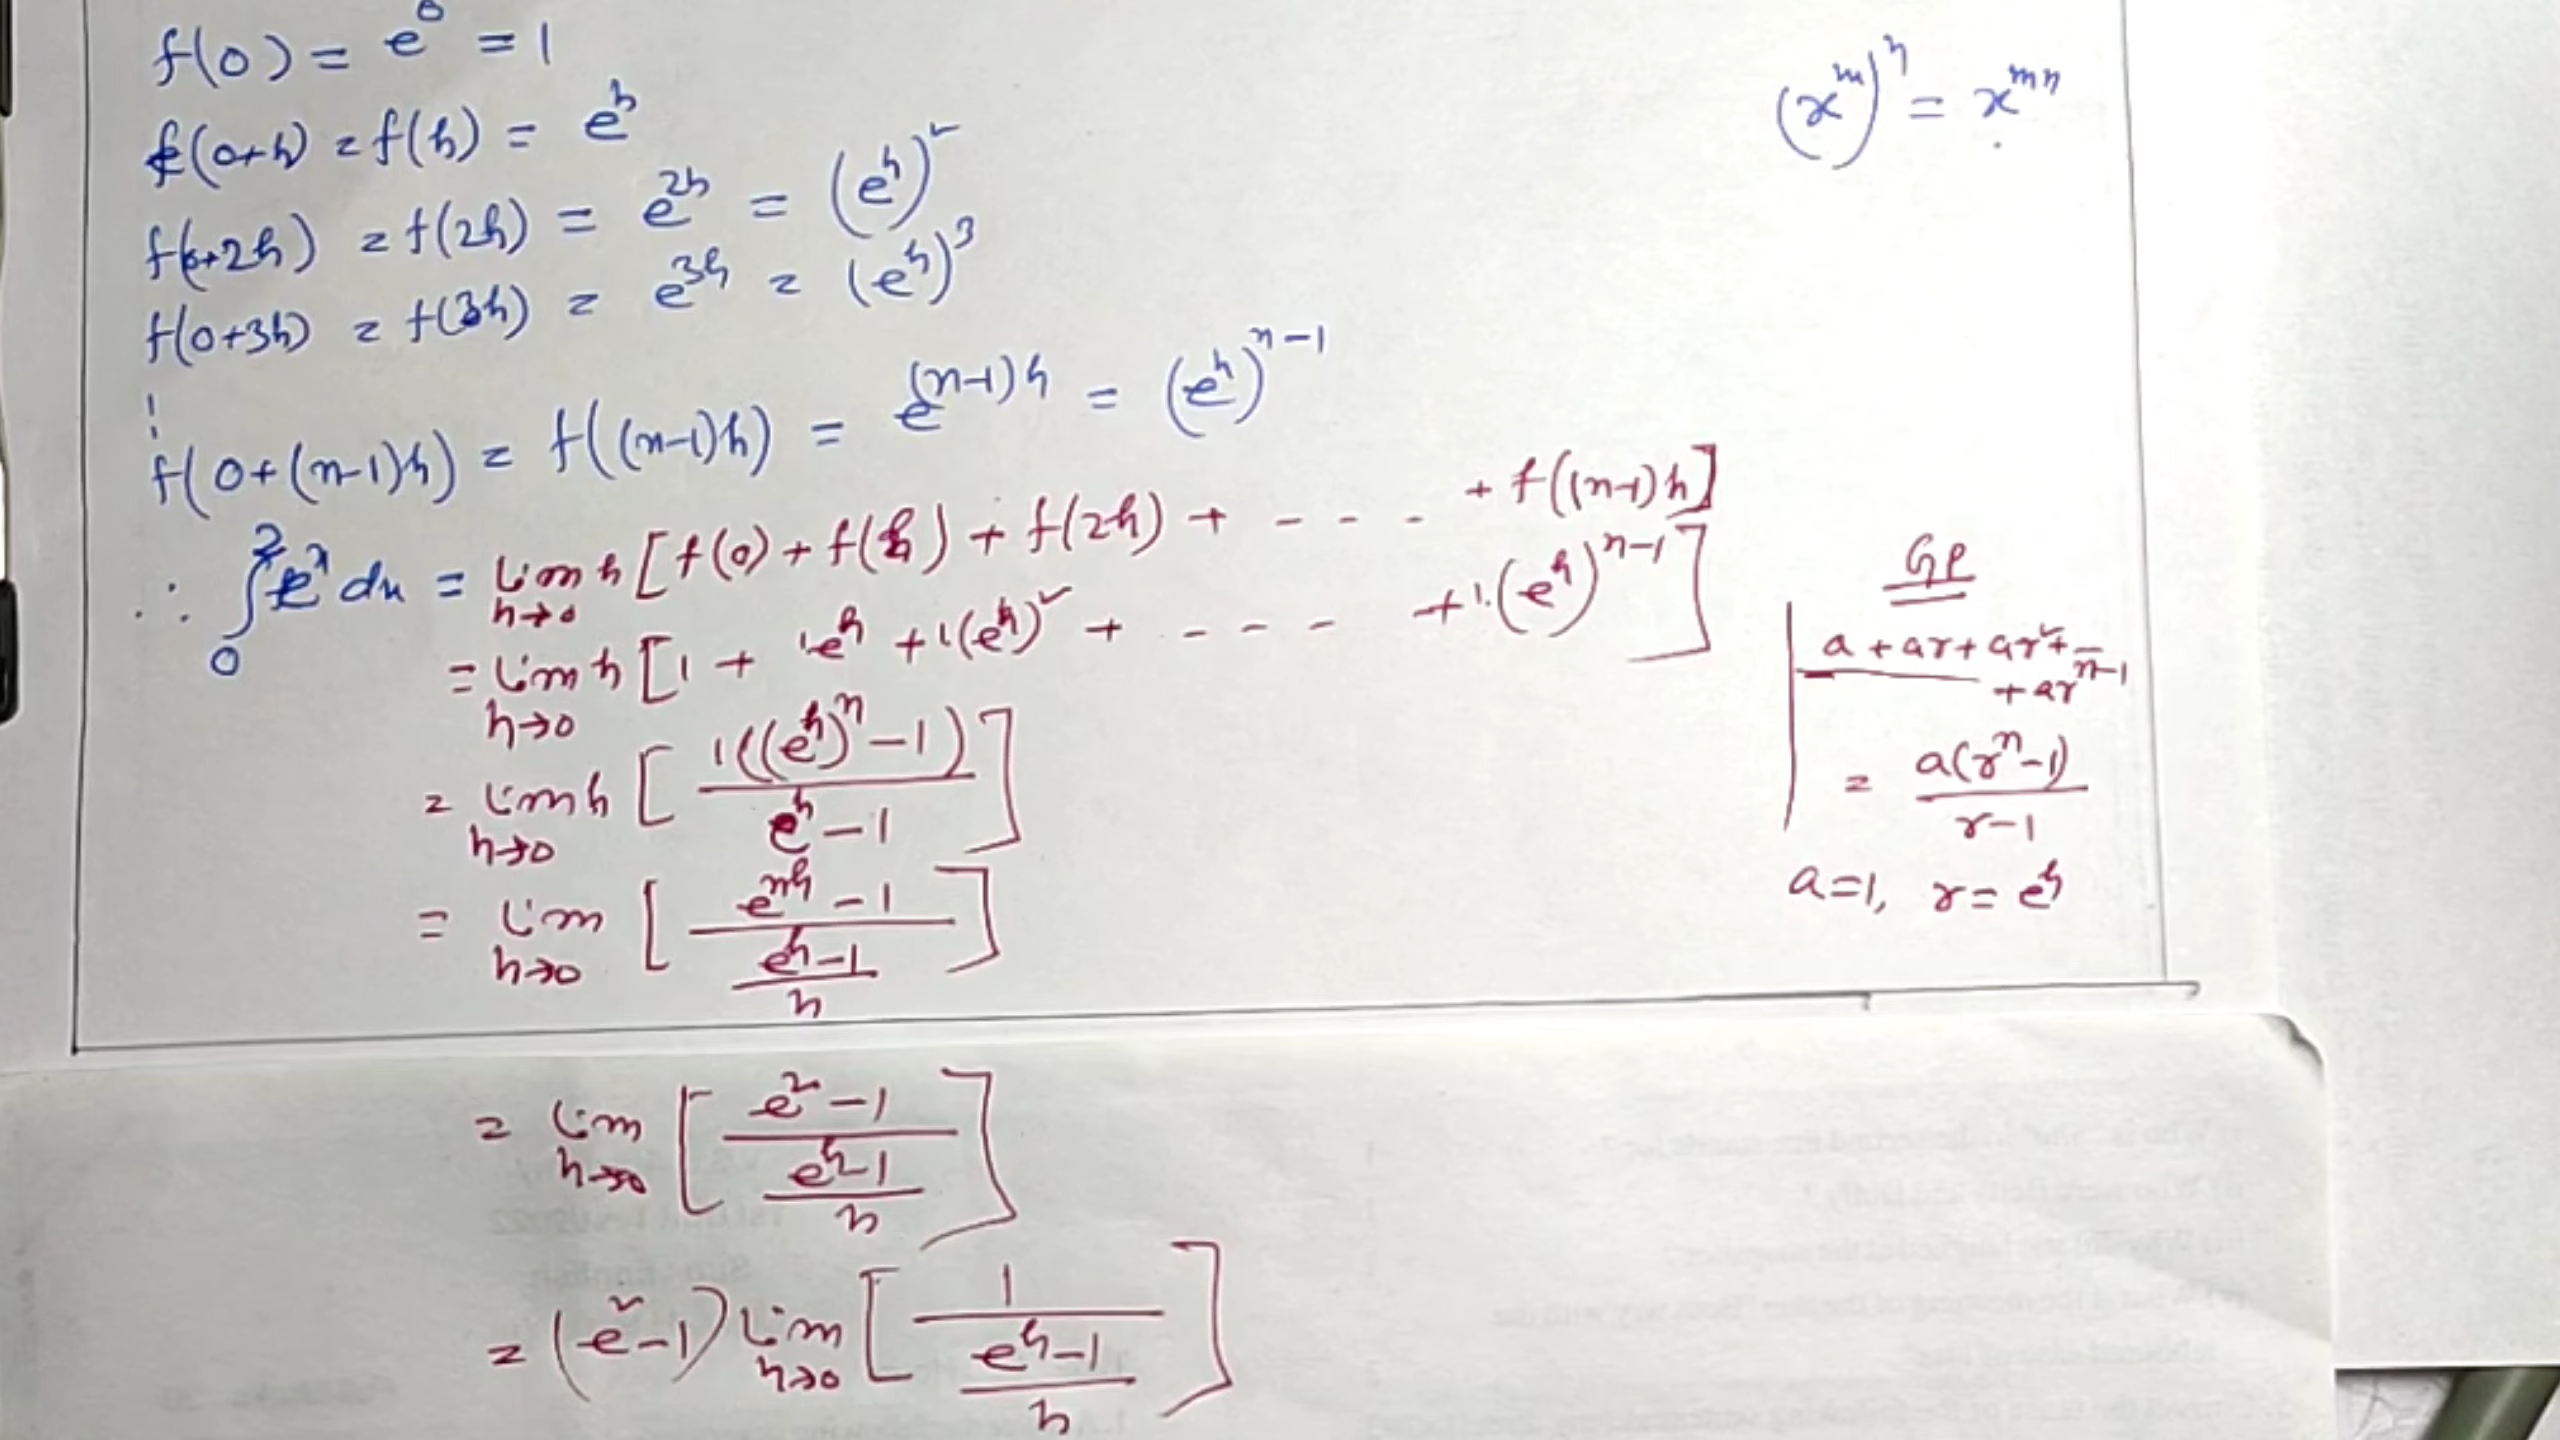 f(0) = e⁰ = 1
f(0+h) = f(h) = e^h
(x^m)^n = x^{mn}
f(0+2h) = f(2h) = e^{2h} = (e^h)^2
f(0+3h) = f(3h) = e^{3h} = (e^h)^3
f(0+(n-1)h) = f((n-1)h) = e^{(n-1)h} = (e^h)^{n-1}
∴ ∫_0^2 e^x dx = lim_{h→0} h [f(0) + f(h) + f(2h) + - - - + f((n-1)h]
= lim_{h→0} h [1 + 1e^h + 1(e^h)^2 + - - - - + 1.(e^h)^{n-1}]
= lim_{h→0} h [1((e^h)^n - 1) / (e^h - 1)]
= lim_{h→0} [(e^{nh} - 1) / ((e^h - 1)/h)]
GP
a + ar + ar^2 + -
+ ar^{n-1}
= a(r^n - 1) / (r - 1)
a=1, r = e^h
= lim_{h→0} [(e^2 - 1) / ((e^h - 1)/h)]
= (e^2 - 1) lim_{h→0} [1 / ((e^h - 1)/h)]